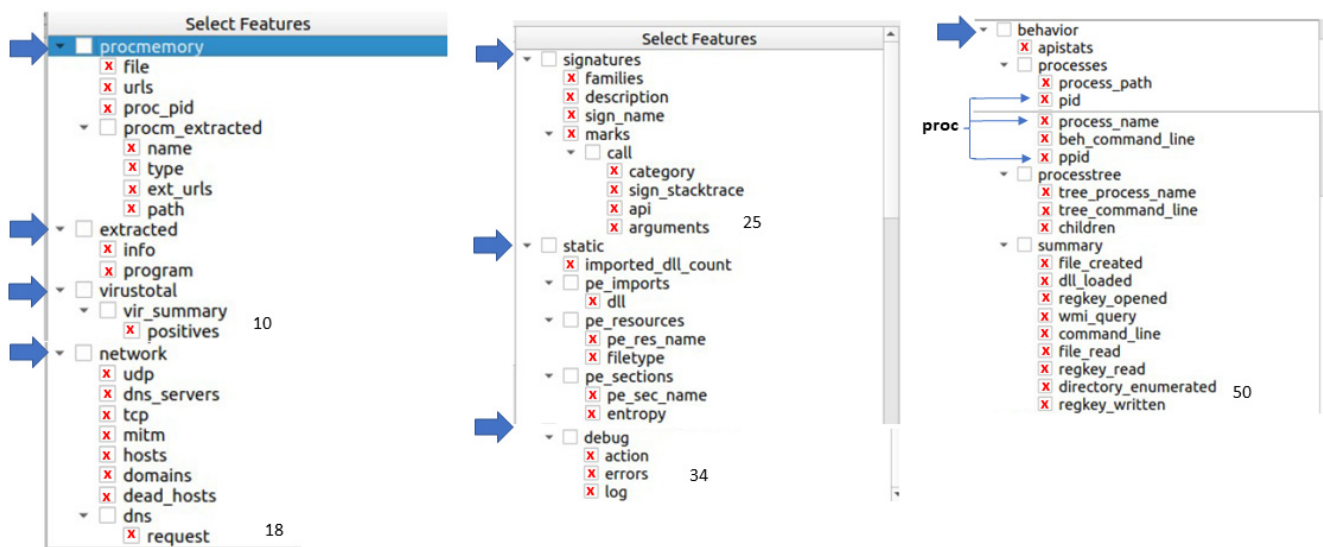 Select Features
procmemory
file
urls
proc_pid
procm_extracted
name
type
ext_urls
path
extracted
info
program
virustotal
vir_summary
positives 10
network
udp
dns_servers
tcp
mitm
hosts
domains
dead_hosts
dns
request 18
Select Features
signatures
families
description
sign_name
marks
call
category
sign_stacktrace
api
arguments 25
static
imported_dll_count
pe_imports
dll
pe_resources
pe_res_name
filetype
pe_sections
pe_sec_name
entropy
debug
action
errors 34
log
behavior
apistats
processes
process_path
pid
proc
process_name
beh_command_line
ppid
processtree
tree_process_name
tree_command_line
children
summary
file_created
dll_loaded
regkey_opened
wmi_query
command_line
file_read
regkey_read
directory_enumerated 50
regkey_written